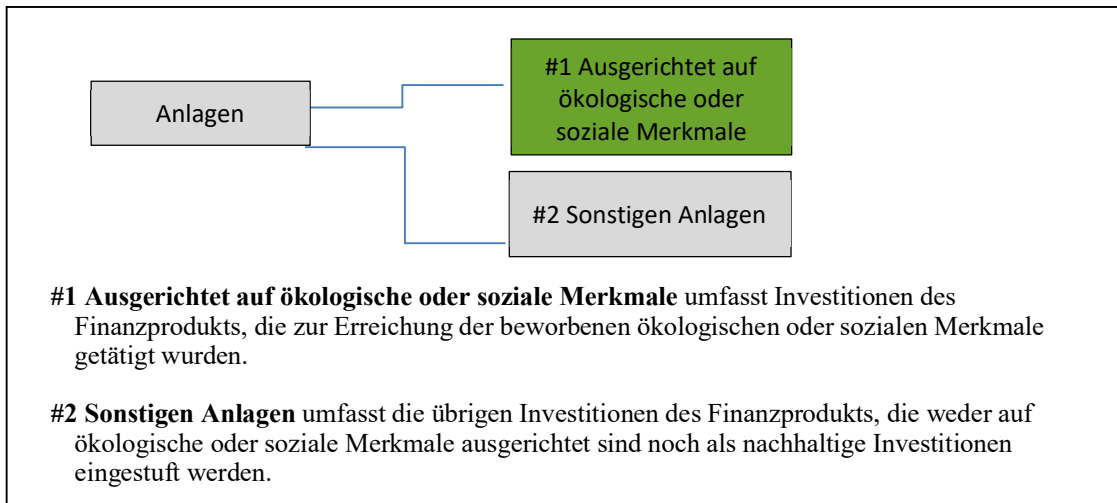 #1 Ausgerichtet auf
ökologische oder
soziale Merkmale
Anlagen
#2 Sonstigen Anlagen
#1 Ausgerichtet auf ökologische oder soziale Merkmale umfasst Investitionen des
Finanzprodukts, die zur Erreichung der beworbenen ökologischen oder sozialen Merkmale
getätigt wurden.
#2 Sonstigen Anlagen umfasst die übrigen Investitionen des Finanzprodukts, die weder auf
ökologische oder soziale Merkmale ausgerichtet sind noch als nachhaltige Investitionen
eingestuft werden.